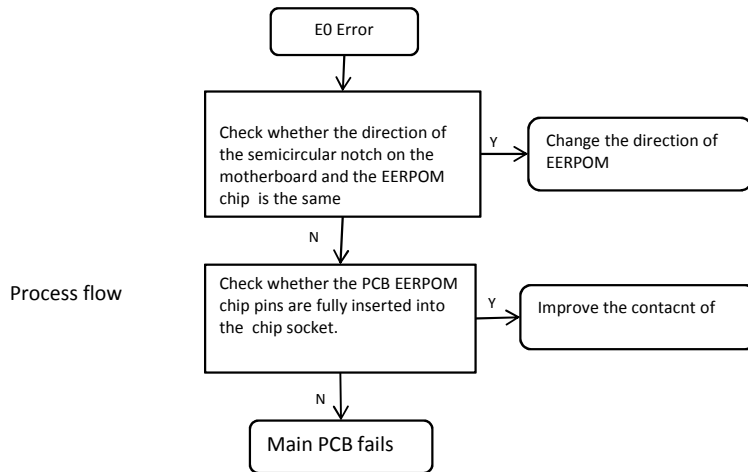 E0 Error
Check whether the direction of
the semicircular notch on the
motherboard and the EERPOM
chip is the same
Y
Change the direction of
EERPOM
N
Process flow
Check whether the PCB EERPOM
chip pins are fully inserted into
the chip socket.
Y
Improve the contacnt of
N
Main PCB fails